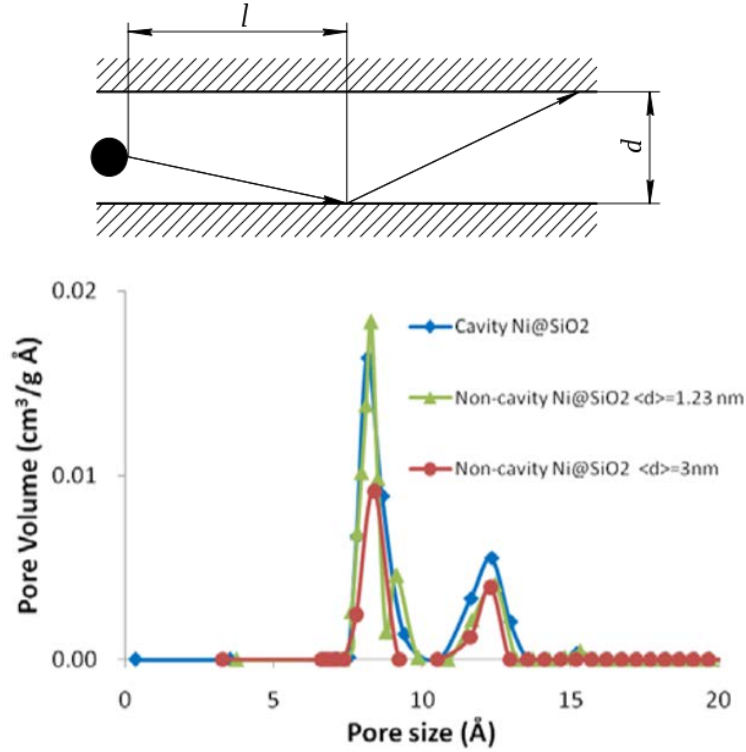 l
d
0.02
0.01
0.00
Pore Volume (cm³/g Å)
Cavity Ni@SiO2
Non-cavity Ni@SiO2 <d>=1.23 nm
Non-cavity Ni@SiO2 <d>=3nm
0 5 10 15 20
Pore size (Å)